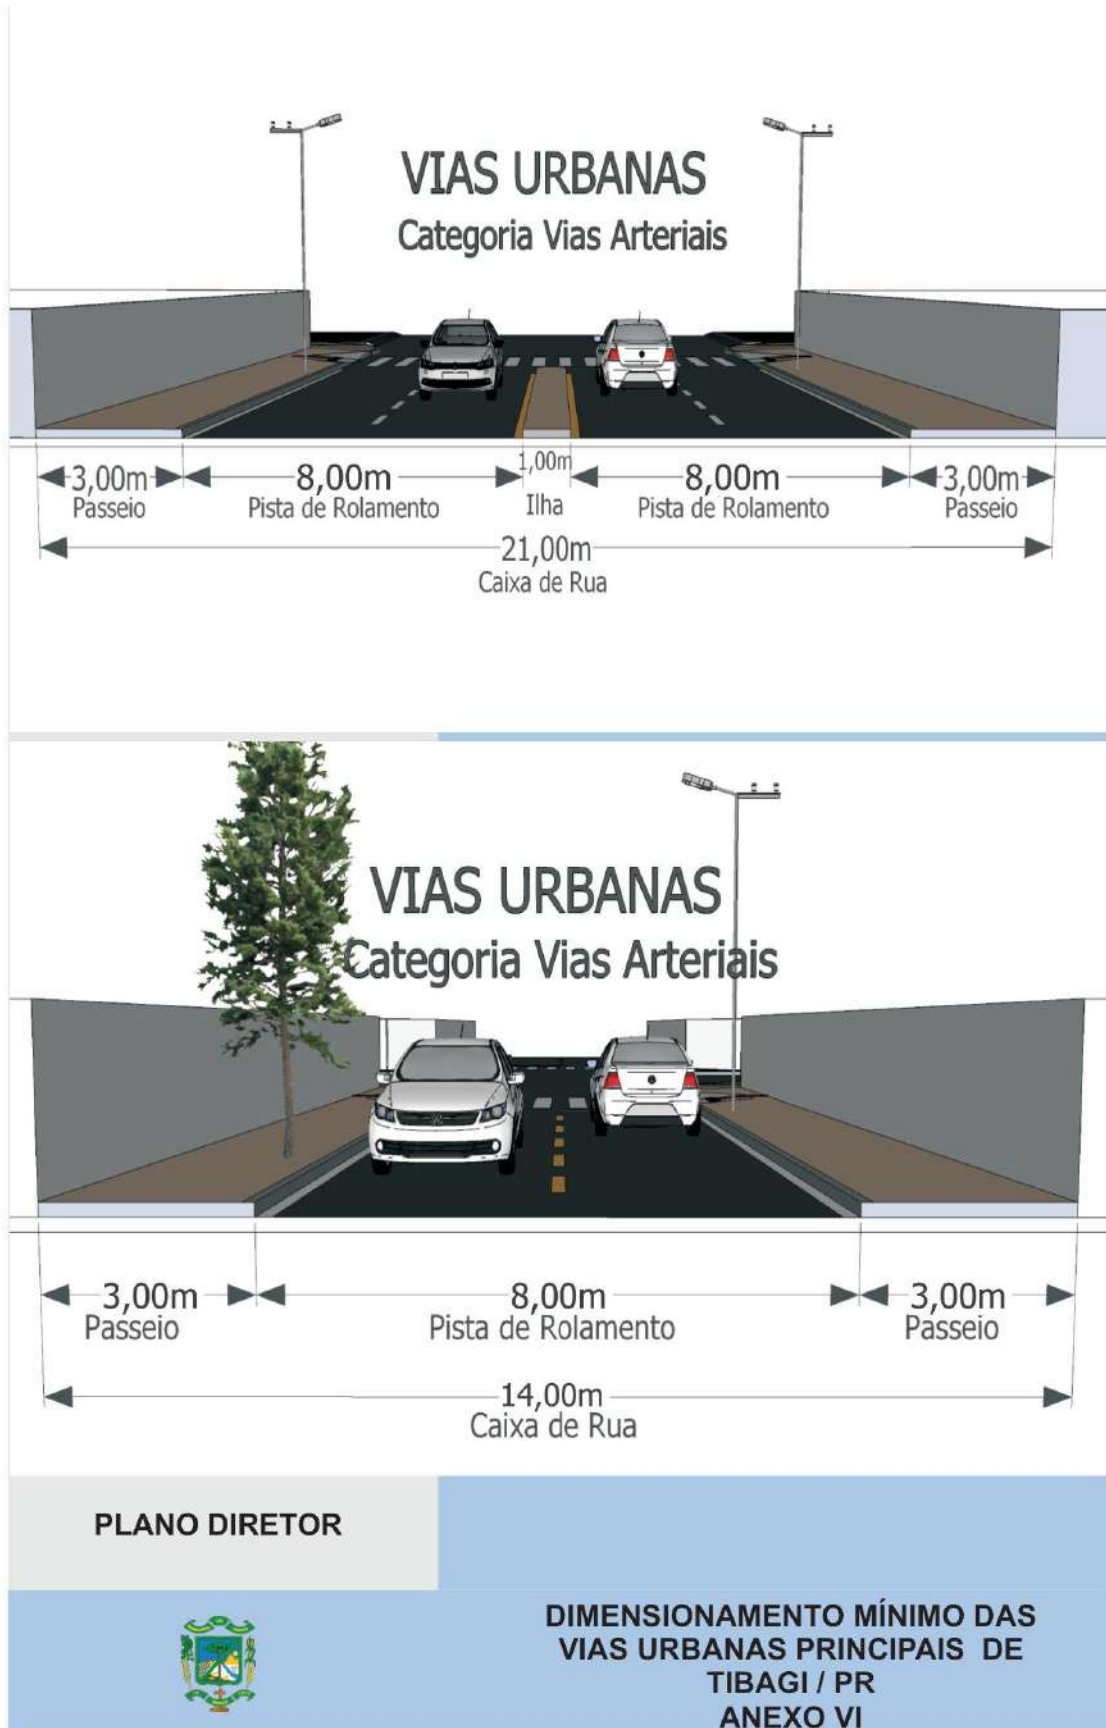 VIAS URBANAS
Categoria Vias Arteriais
3,00m 8,00m 1,00m 8,00m 3,00m
Passeio Pista de Rolamento Ilha Pista de Rolamento Passeio
21,00m
Caixa de Rua
VIAS URBANAS
Categoria Vias Arteriais
3,00m 8,00m 3,00m
Passeio Pista de Rolamento Passeio
14,00m
Caixa de Rua
PLANO DIRETOR
DIMENSIONAMENTO MÍNIMO DAS
VIAS URBANAS PRINCIPAIS DE
TIBAGI / PR
ANEXO VI